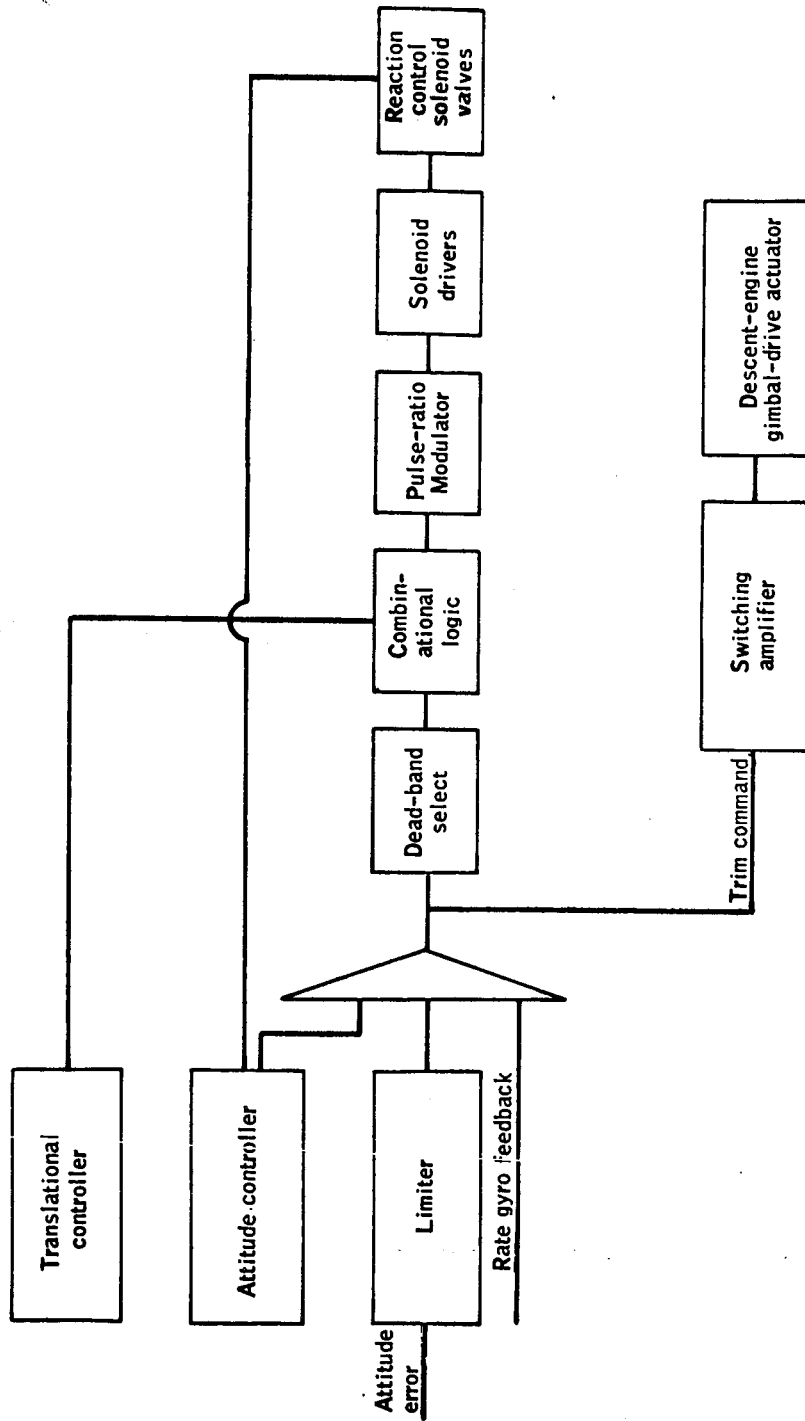 Translational
controller
Attitude controller
Attitude
error
Limiter
Rate gyro feedback
Dead-band
select
Combin-
ational
logic
Pulse-ratio
Modulator
Solenoid
drivers
Reaction
control
solenoid
valves
Trim command
Switching
amplifier
Descent-engine
gimbal-drive actuator